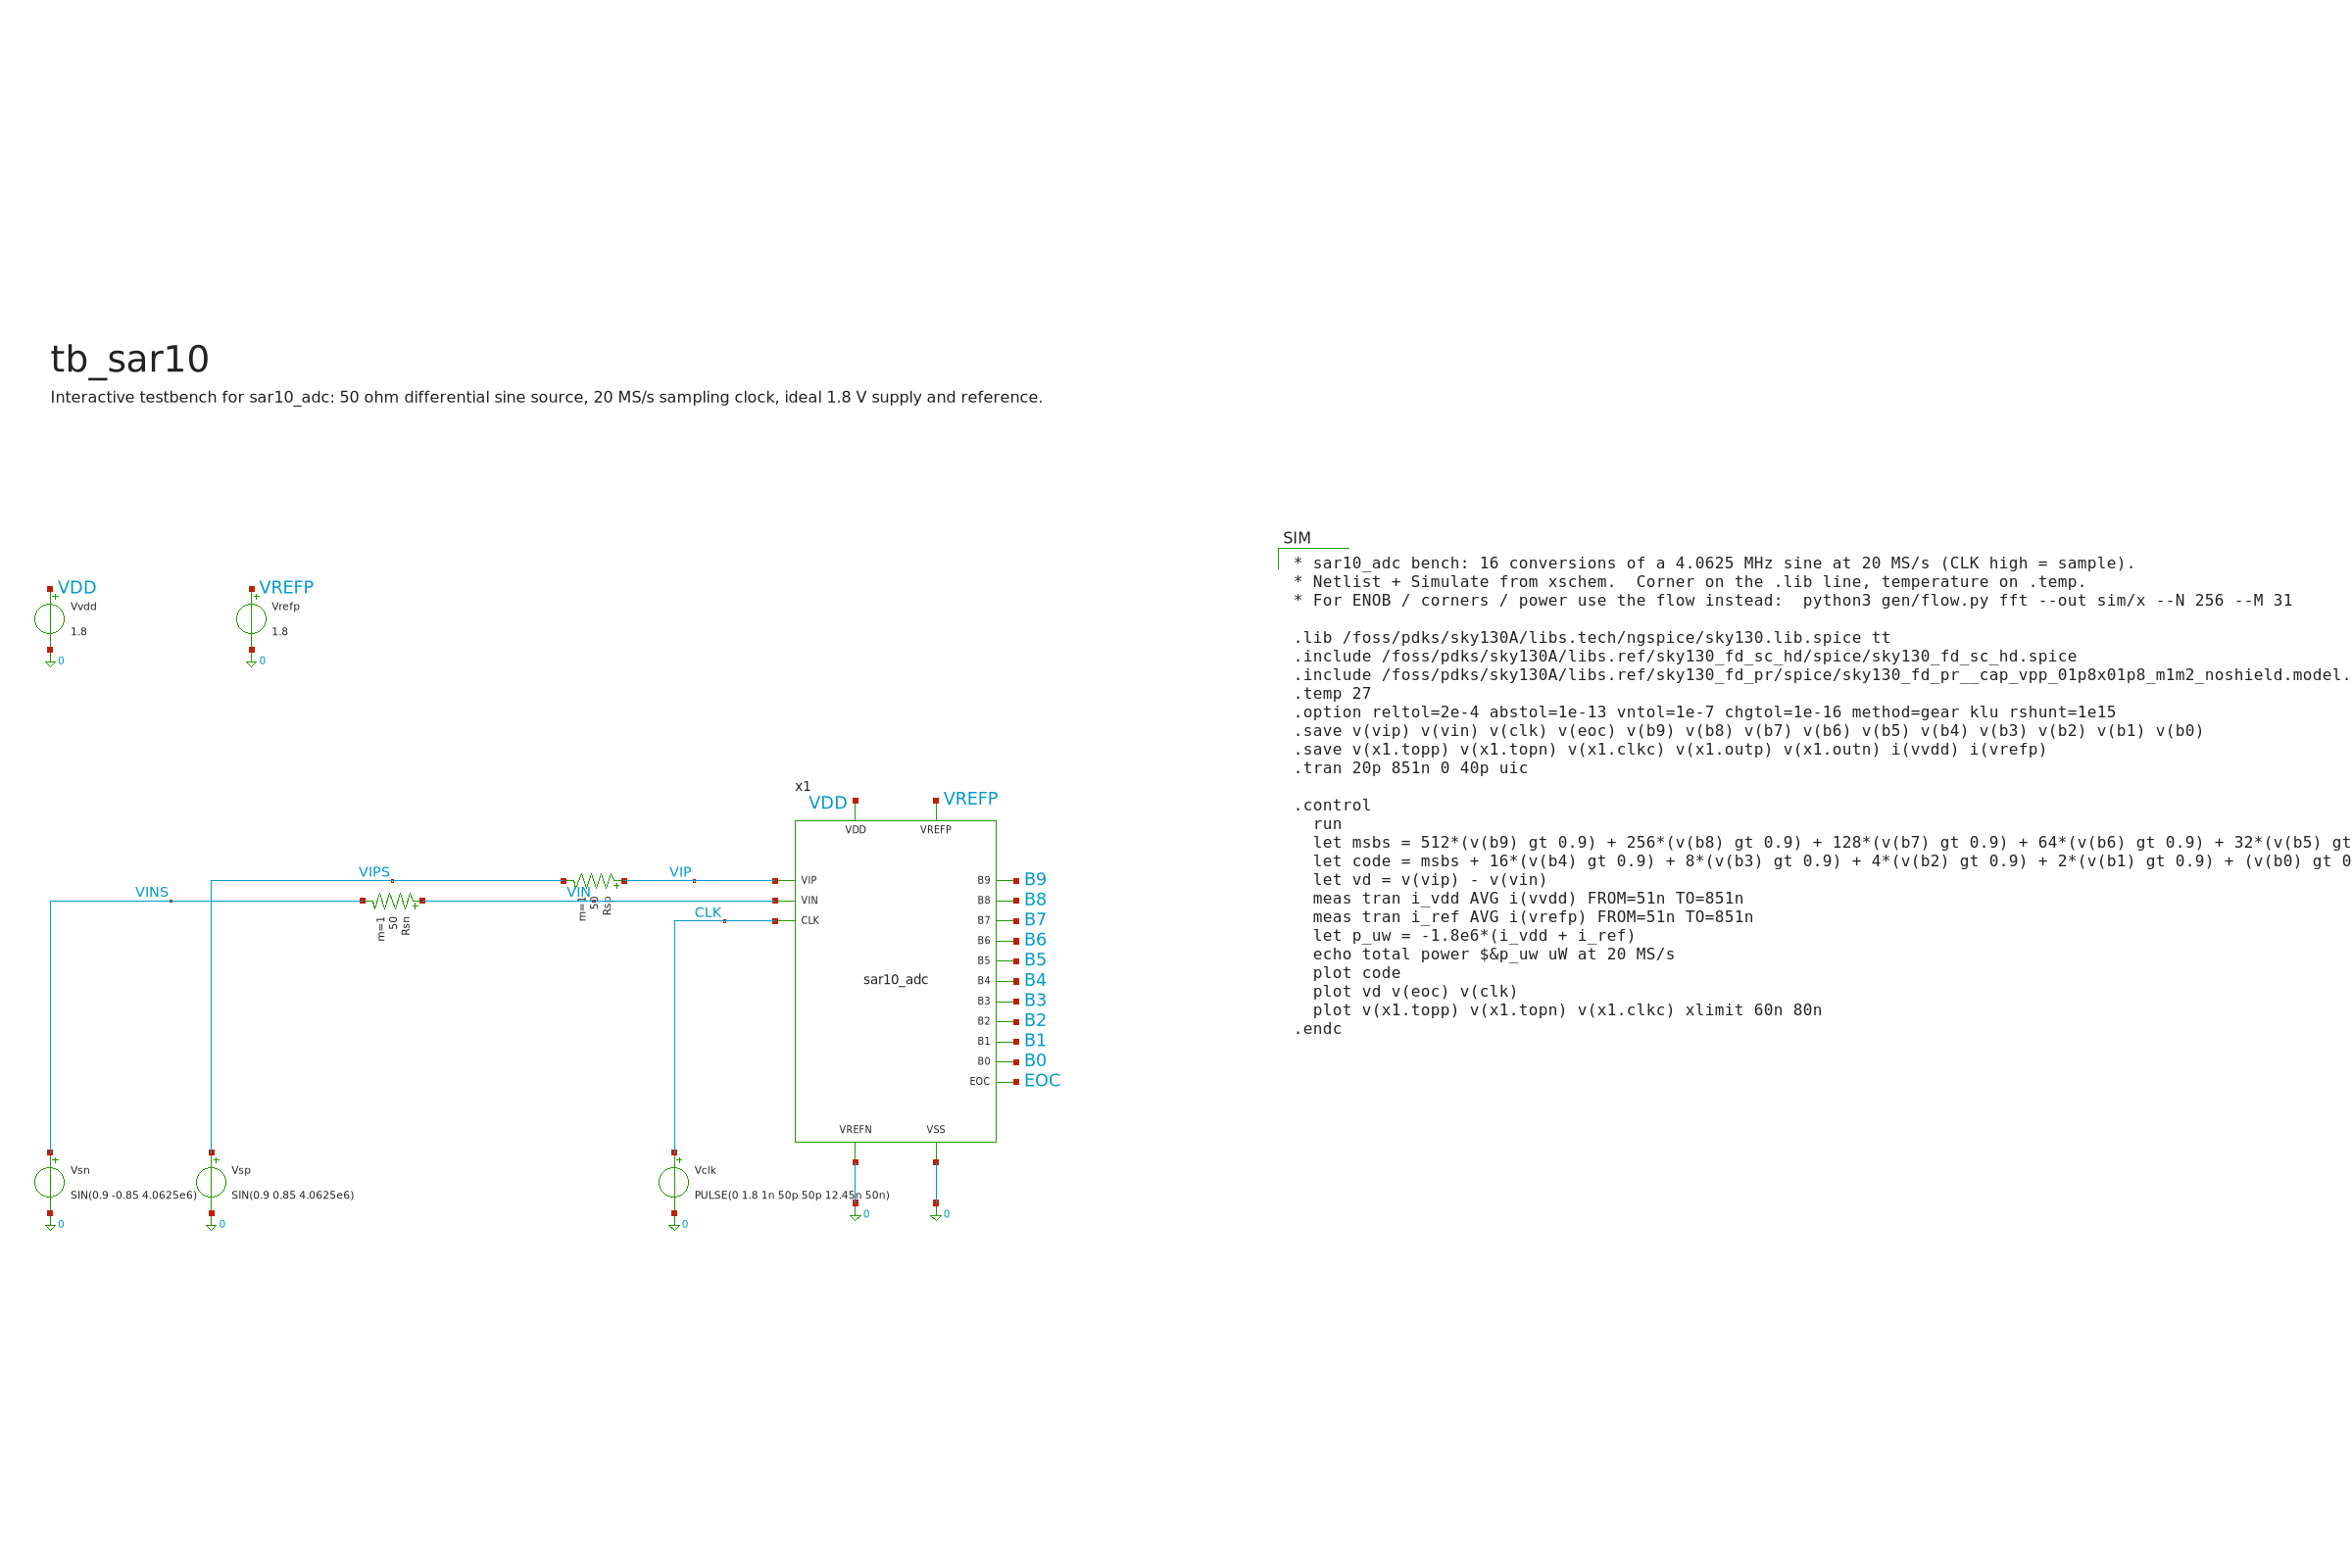 tb_sar10
Interactive testbench for sar10_adc: 50 ohm differential sine source, 20 MS/s sampling clock, ideal 1.8 V supply and reference.
VDD
Vvdd
1.8
0
VREFP
Vrefp
1.8
0
x1
VDD
VREFP
VDD
VREFP
VIPS
VIP
VINS
VIN
CLK
m=1
50
Rsn
m=1
50
Rsp
VIP
VIN
CLK
sar10_adc
B9
B9
B8
B8
B7
B7
B6
B6
B5
B5
B4
B4
B3
B3
B2
B2
B1
B1
B0
B0
EOC
EOC
VREFN
VSS
0
0
Vsn
SIN(0.9 -0.85 4.0625e6)
0
Vsp
SIN(0.9 0.85 4.0625e6)
0
Vclk
PULSE(0 1.8 1n 50p 50p 12.45n 50n)
0
SIM
* sar10_adc bench: 16 conversions of a 4.0625 MHz sine at 20 MS/s (CLK high = sample).
* Netlist + Simulate from xschem.  Corner on the .lib line, temperature on .temp.
* For ENOB / corners / power use the flow instead:  python3 gen/flow.py fft --out sim/x --N 256 --M 31
.lib /foss/pdks/sky130A/libs.tech/ngspice/sky130.lib.spice tt
.include /foss/pdks/sky130A/libs.ref/sky130_fd_sc_hd/spice/sky130_fd_sc_hd.spice
.include /foss/pdks/sky130A/libs.ref/sky130_fd_pr/spice/sky130_fd_pr__cap_vpp_01p8x01p8_m1m2_noshield.model.
.temp 27
.option reltol=2e-4 abstol=1e-13 vntol=1e-7 chgtol=1e-16 method=gear klu rshunt=1e15
.save v(vip) v(vin) v(clk) v(eoc) v(b9) v(b8) v(b7) v(b6) v(b5) v(b4) v(b3) v(b2) v(b1) v(b0)
.save v(x1.topp) v(x1.topn) v(x1.clkc) v(x1.outp) v(x1.outn) i(vvdd) i(vrefp)
.tran 20p 851n 0 40p uic
.control
run
let msbs = 512*(v(b9) gt 0.9) + 256*(v(b8) gt 0.9) + 128*(v(b7) gt 0.9) + 64*(v(b6) gt 0.9) + 32*(v(b5) gt
let code = msbs + 16*(v(b4) gt 0.9) + 8*(v(b3) gt 0.9) + 4*(v(b2) gt 0.9) + 2*(v(b1) gt 0.9) + (v(b0) gt 0
let vd = v(vip) - v(vin)
meas tran i_vdd AVG i(vvdd) FROM=51n TO=851n
meas tran i_ref AVG i(vrefp) FROM=51n TO=851n
let p_uw = -1.8e6*(i_vdd + i_ref)
echo total power $&p_uw uW at 20 MS/s
plot code
plot vd v(eoc) v(clk)
plot v(x1.topp) v(x1.topn) v(x1.clkc) xlimit 60n 80n
.endc